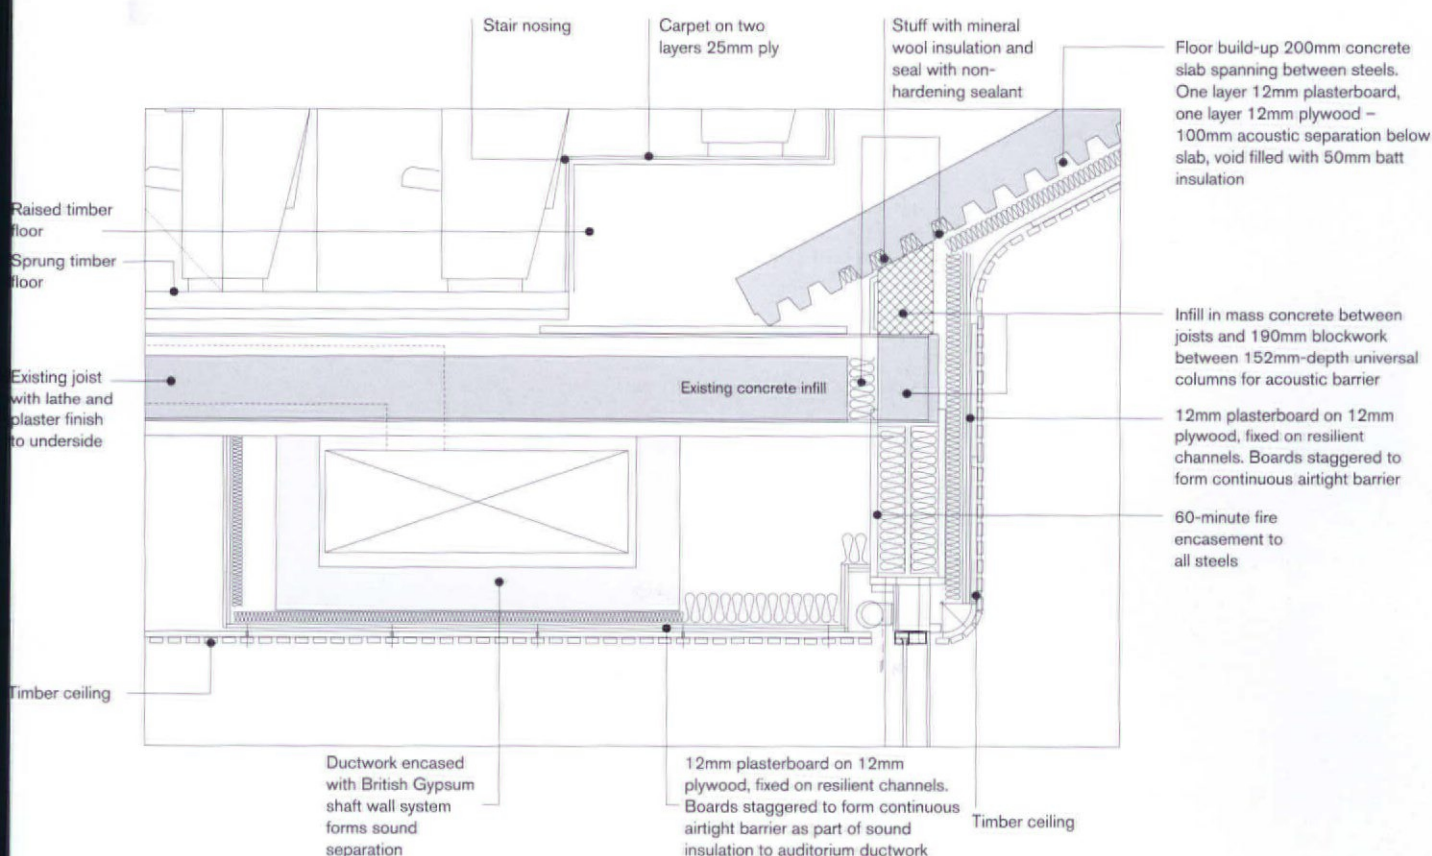 Stair nosing
Carpet on two
layers 25mm ply
Stuff with mineral
wool insulation and
seal with non-
hardening sealant
Floor build-up 200mm concrete
slab spanning between steels.
One layer 12mm plasterboard,
one layer 12mm plywood –
100mm acoustic separation below
slab, void filled with 50mm batt
insulation
Raised timber
floor
Sprung timber
floor
Existing joist
with lathe and
plaster finish
to underside
Existing concrete infill
Infill in mass concrete between
joists and 190mm blockwork
between 152mm-depth universal
columns for acoustic barrier
12mm plasterboard on 12mm
plywood, fixed on resilient
channels. Boards staggered to
form continuous airtight barrier
60-minute fire
encasement to
all steels
Timber ceiling
Ductwork encased
with British Gypsum
shaft wall system
forms sound
separation
12mm plasterboard on 12mm
plywood, fixed on resilient channels.
Boards staggered to form continuous
airtight barrier as part of sound
insulation to auditorium ductwork
Timber ceiling